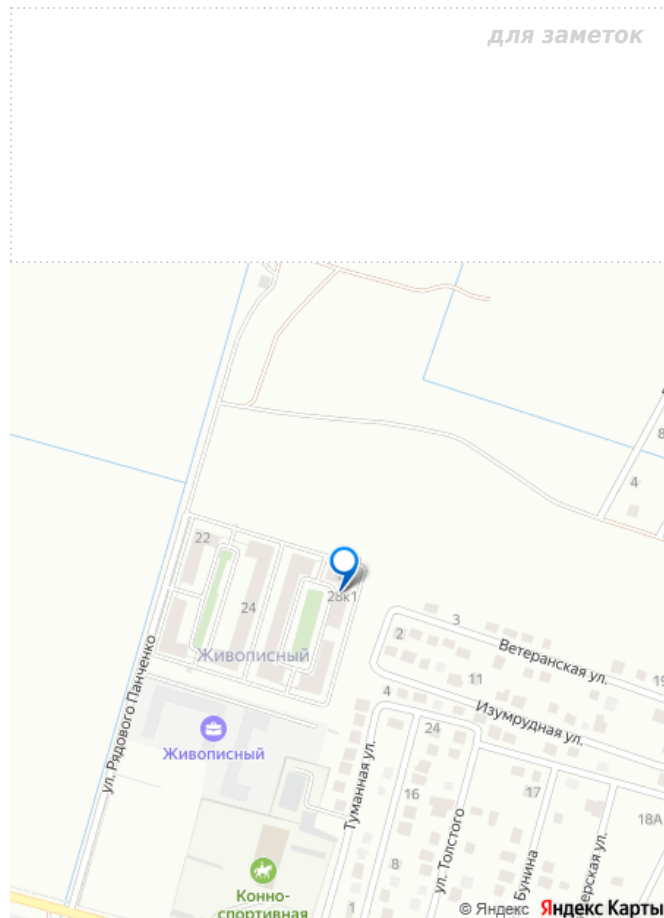 для заметок
8
4
22
28к1
24
Живописный
3
2
Ветеранская ул.
11
19
4
Изумрудная ул.
24
ул. Рядового Панченко
Живописный
Туманная ул.
16
17
18А
ул. Толстого
Бунина
8
Конно-
спортивная
1
© Яндекс Яндекс Карты